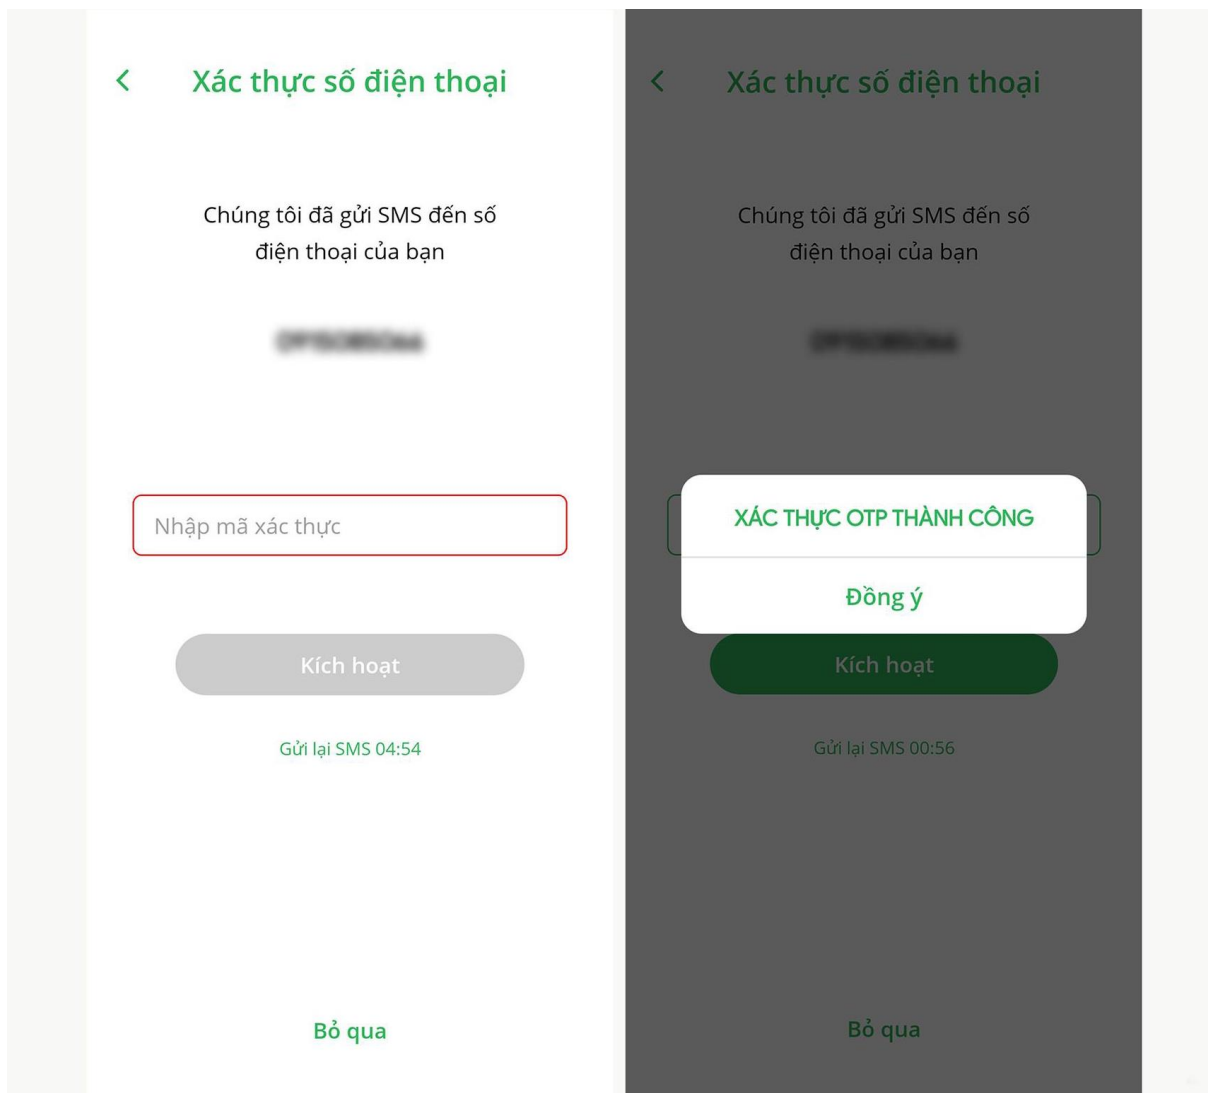 Xác thực số điện thoại
Chúng tôi đã gửi SMS đến số
điện thoại của bạn
Nhập mã xác thực
Kích hoạt
Gửi lại SMS 04:54
Bỏ qua
Xác thực số điện thoại
Chúng tôi đã gửi SMS đến số
điện thoại của bạn
XÁC THỰC OTP THÀNH CÔNG
Đồng ý
Kích hoạt
Gửi lại SMS 00:56
Bỏ qua